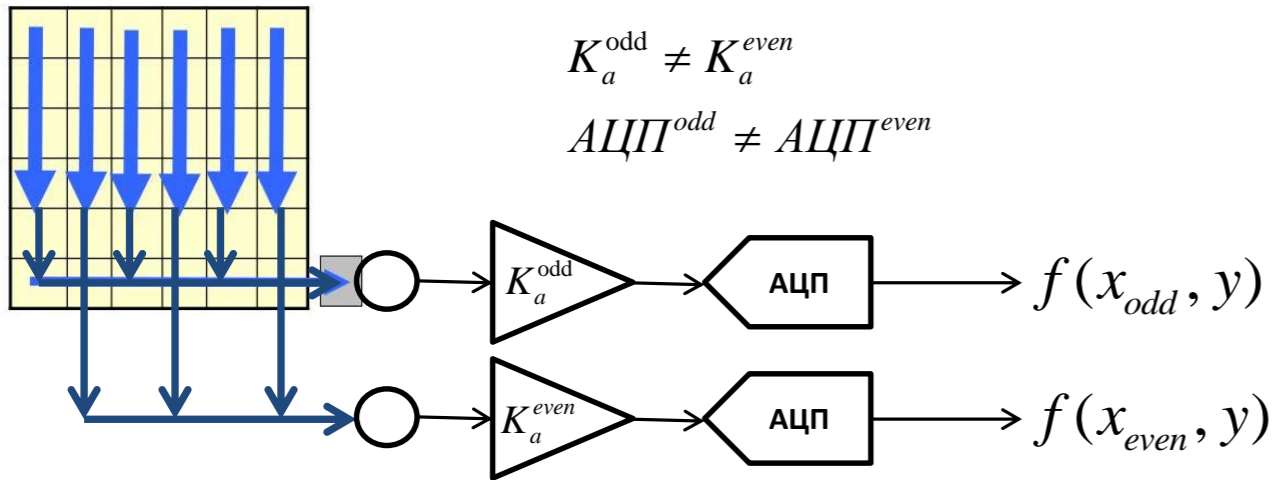 K_a^odd ≠ K_a^even
АЦП^odd ≠ АЦП^even
K_a^odd АЦП f(x_odd, y)
K_a^even АЦП f(x_even, y)